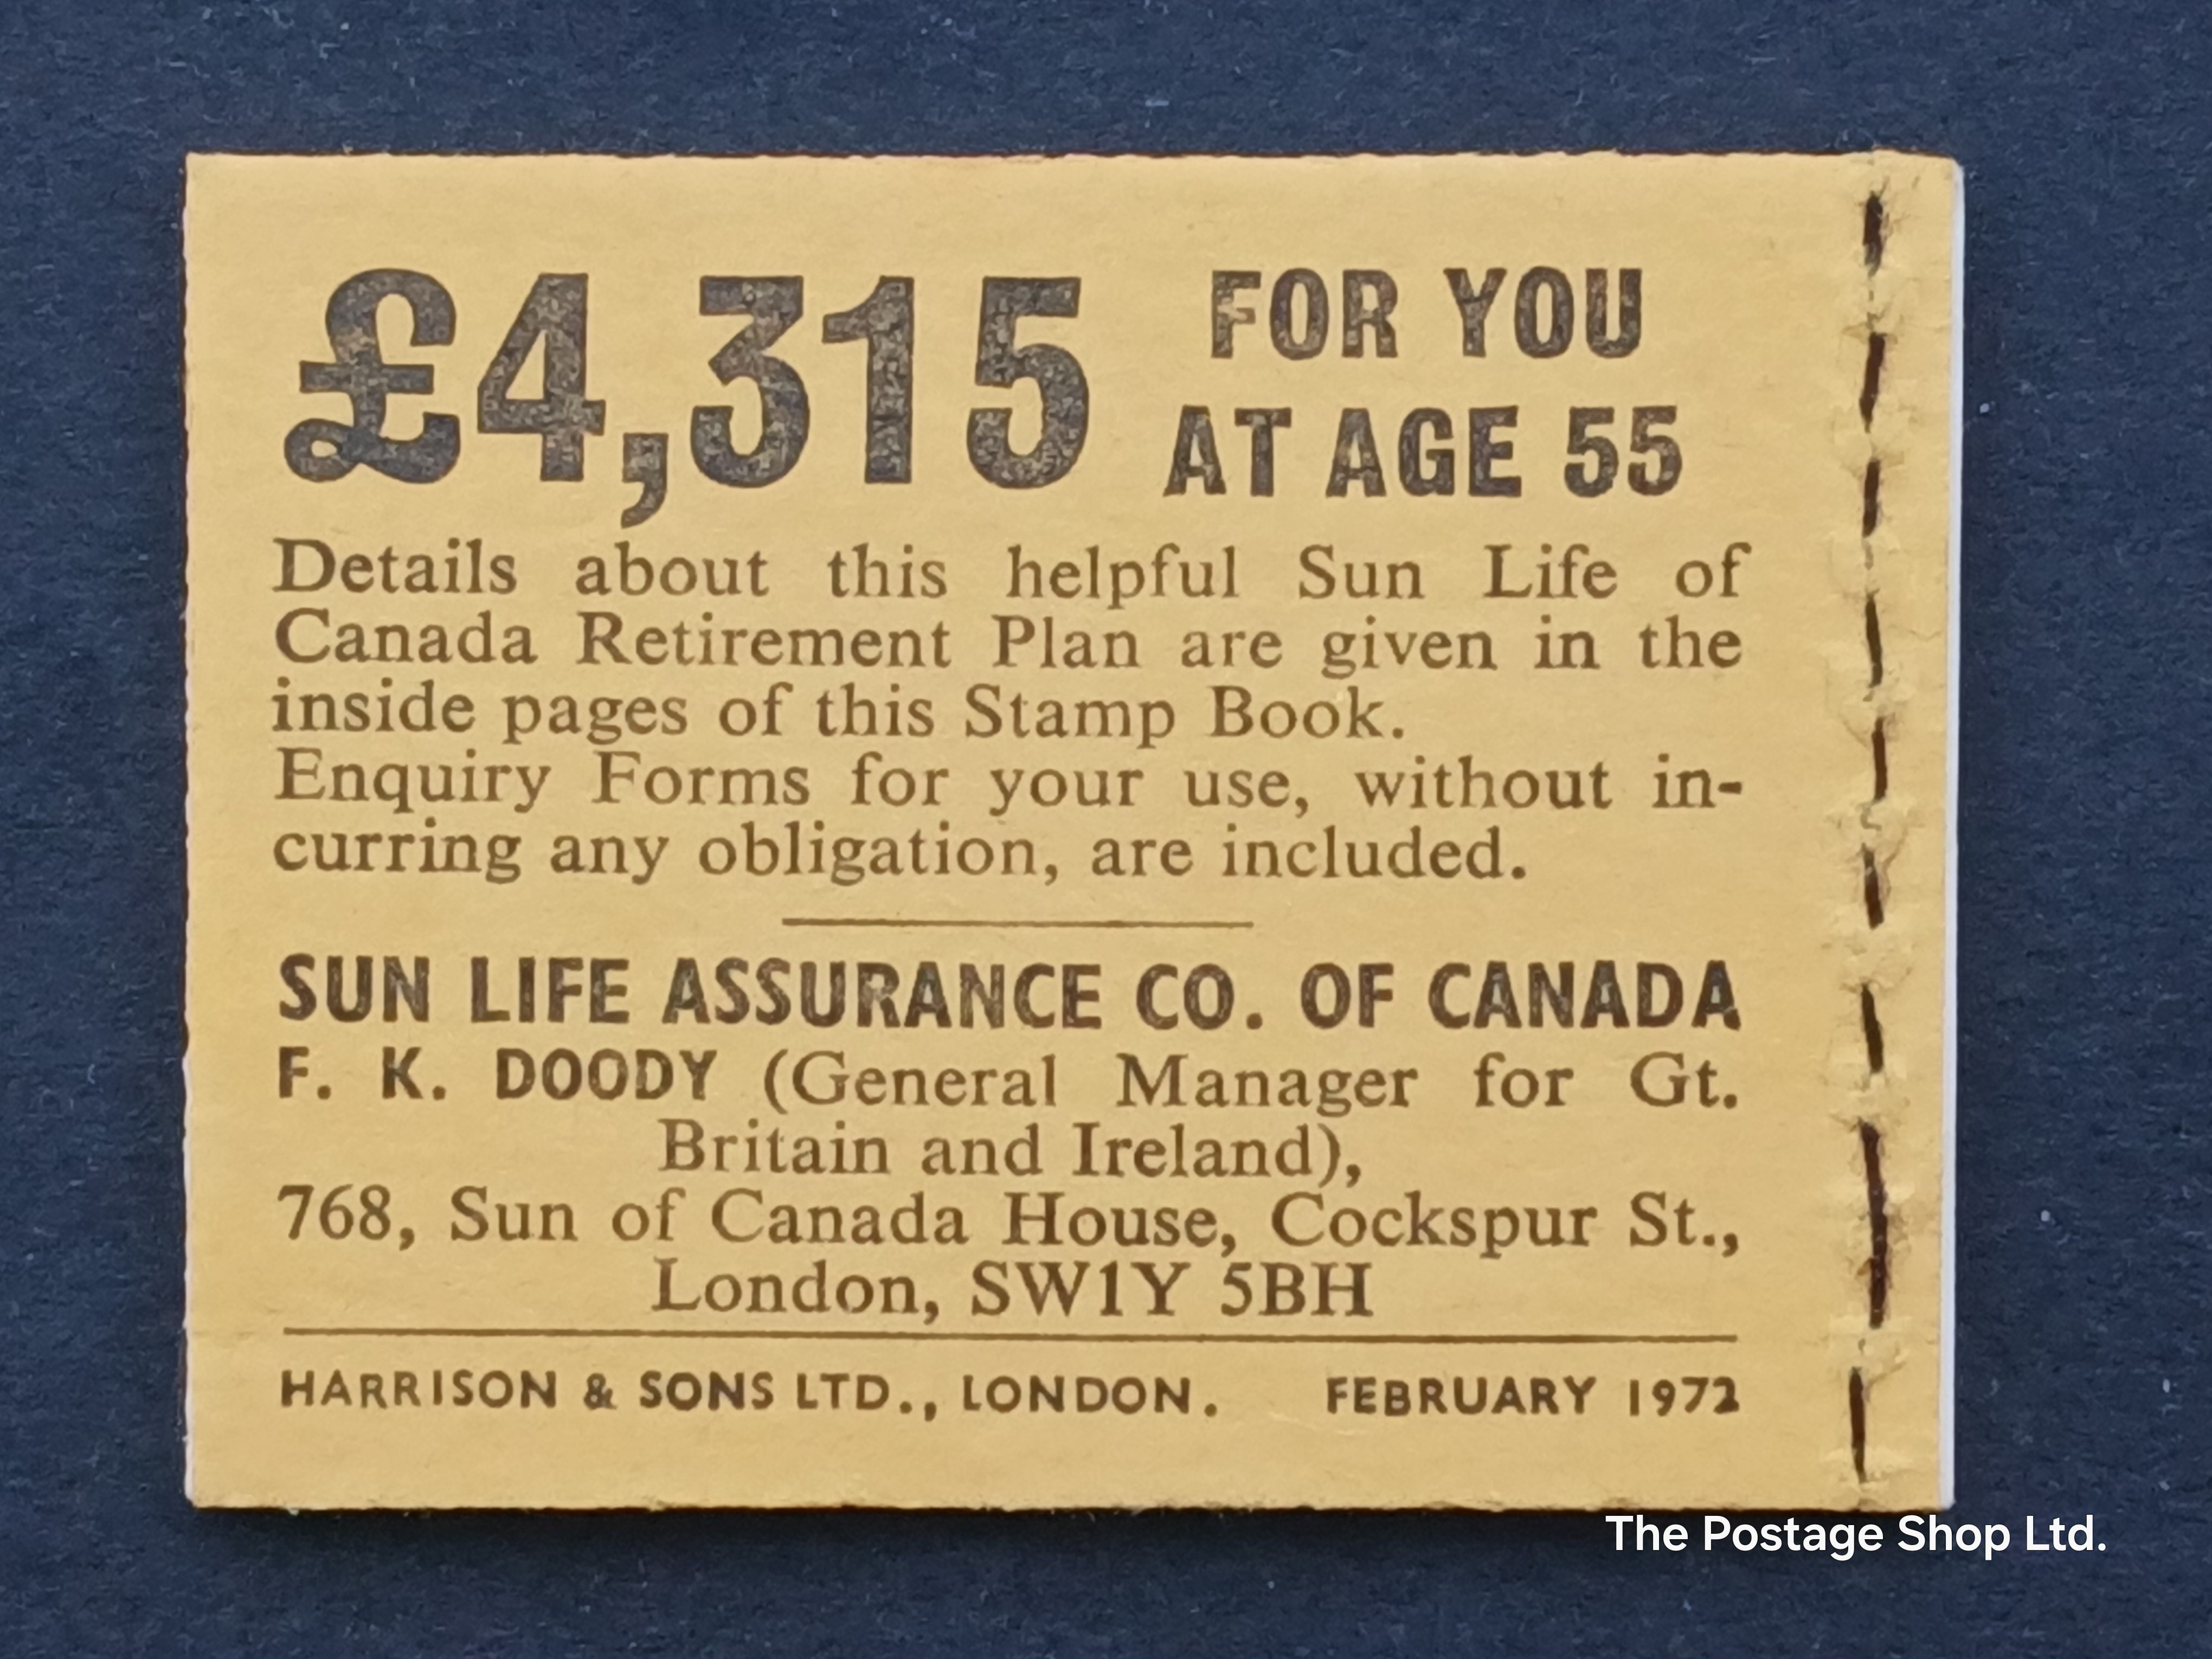 £4,315 FOR YOU
AT AGE 55
Details about this helpful Sun Life of
Canada Retirement Plan are given in the
inside pages of this Stamp Book.
Enquiry Forms for your use, without in-
curring any obligation, are included.
SUN LIFE ASSURANCE CO. OF CANADA
F. K. DOODY (General Manager for Gt.
Britain and Ireland),
768, Sun of Canada House, Cockspur St.,
London, SW1Y 5BH
HARRISON & SONS LTD., LONDON. FEBRUARY 1972
The Postage Shop Ltd.